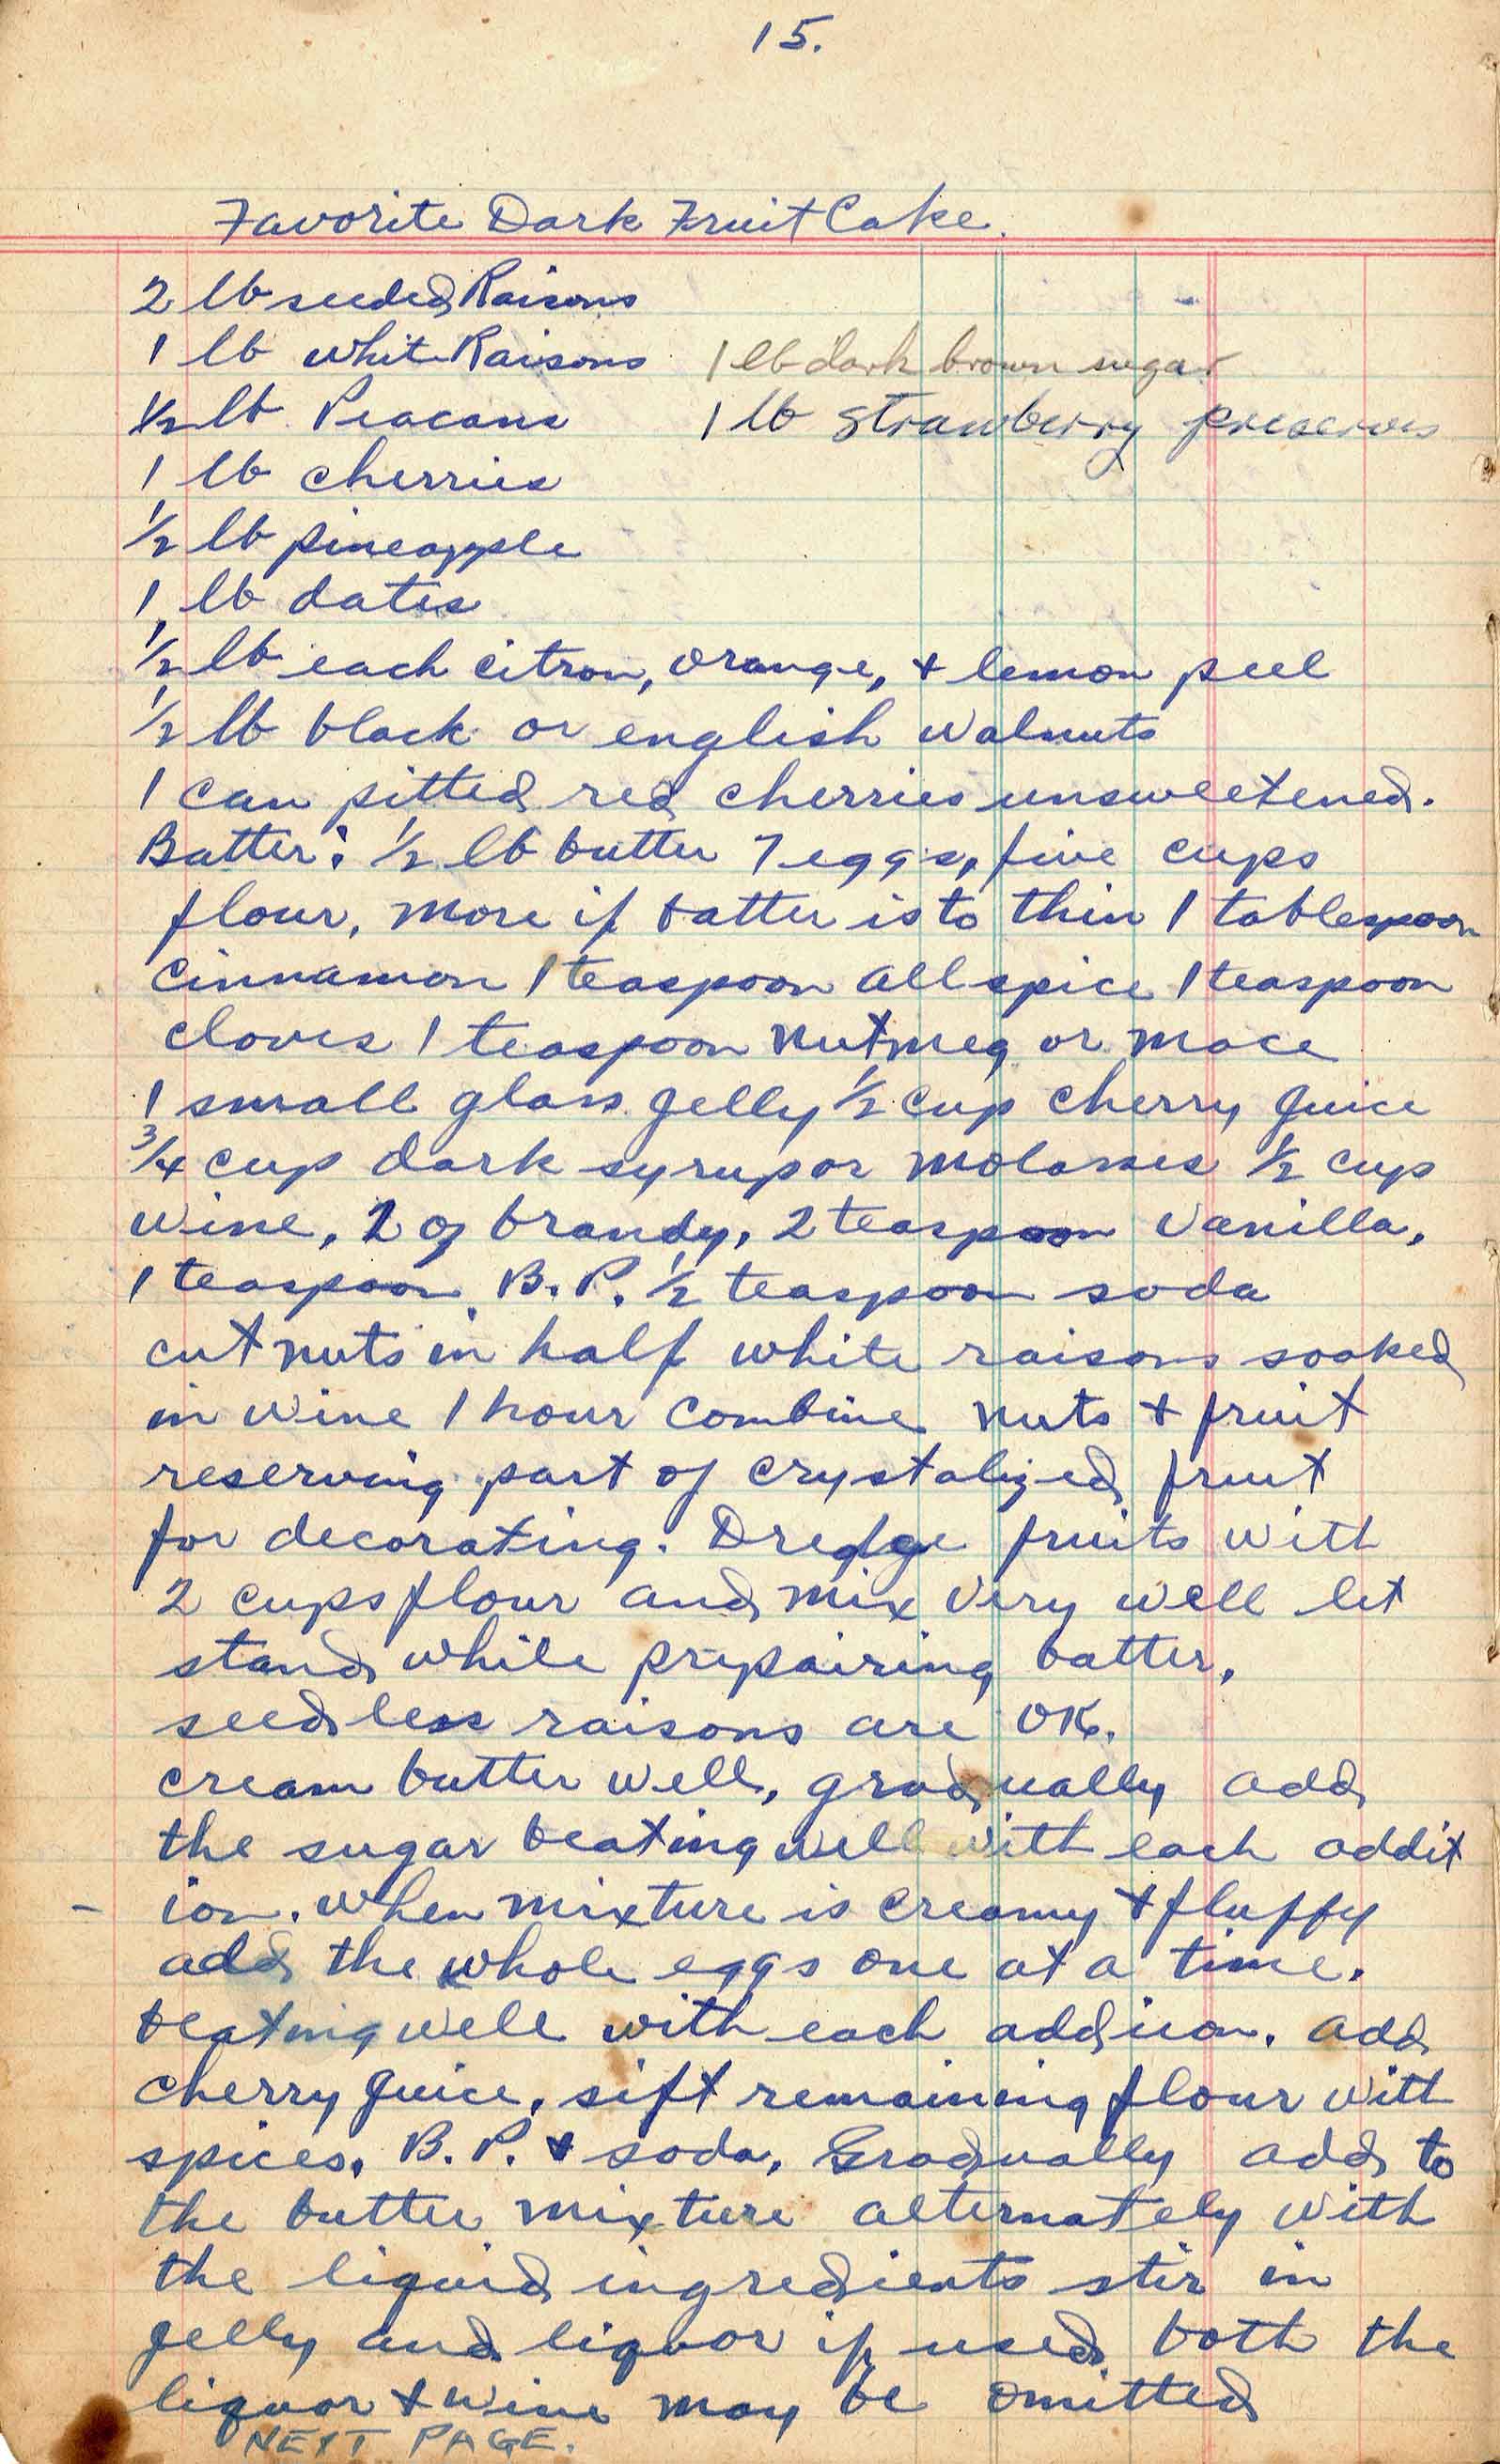 15.
Favorite Dark Fruit Cake.
2 lb seeded Raisons
1 lb white Raisons 1 lb dark brown sugar
1/2 lb Peacans 1 lb strawberry preserves
1 lb cherries
1/2 lb pineapple
1 lb dates
1/2 lb each citron, orange, + lemon peel
1/2 lb black or english walnuts
1 can pitted red cherries unsweetened.
Batter: 1/2 lb butter 7 eggs, five cups
flour, more if batter is to thin 1 tablespoon
cinnamon 1 teaspoon allspice 1 teaspoon
cloves 1 teaspoon nutmeg or mace
1 small glass jelly 1/2 cup cherry juice
3/4 cup dark syrup or molasses 1/2 cup
wine, 2 oz brandy, 2 teaspoon vanilla,
1 teaspoon B.P. 1/2 teaspoon soda
cut nuts in half white raisons soaked
in wine 1 hour combine nuts + fruit
reserving part of crystalized fruit
for decorating. Dredge fruits with
2 cups flour and mix very well let
stand while prepairing batter.
seedless raisons are OK.
cream butter well, gradually add
the sugar beating well with each addit
- ion. when mixture is creamy + fluffy
add the whole eggs one at a time.
beating well with each addiion. add
cherry juice. sift remaining flour with
spices. B.P. + soda, Gradually add to
the butter mixture alternately with
the liquid ingredients stir in
jelly and liquor if used both the
liquor + wine may be omitted
NEXT PAGE.